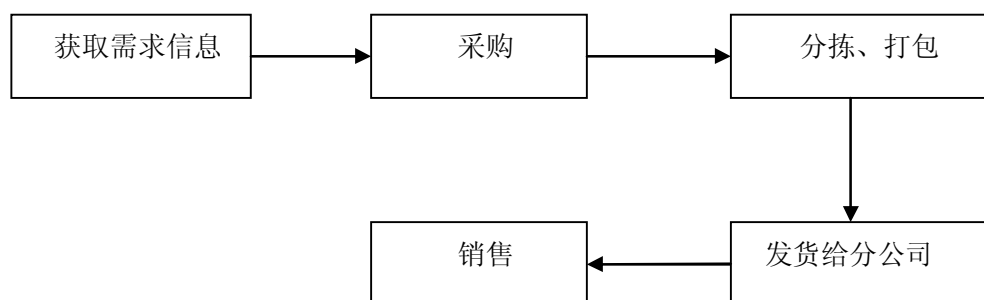 获取需求信息
采购
分拣、打包
发货给分公司
销售